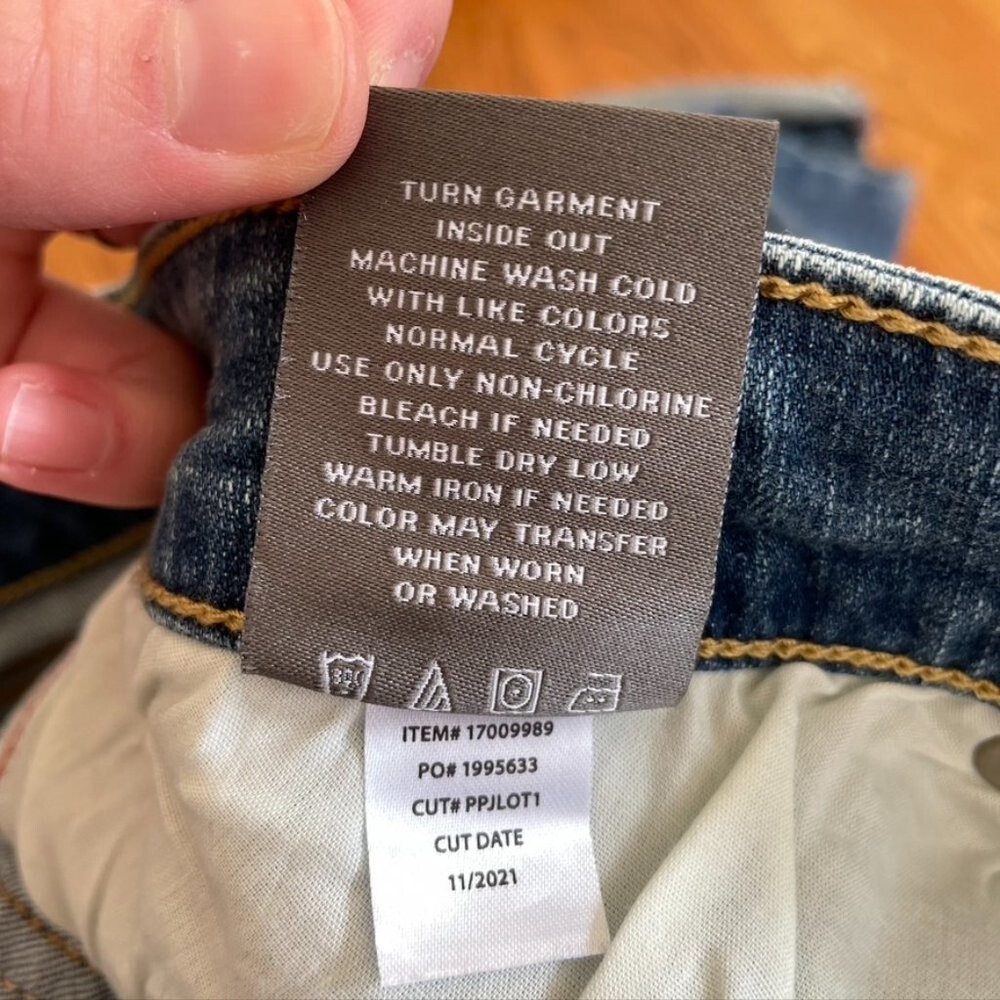 TURN GARMENT
INSIDE OUT
MACHINE WASH COLD
WITH LIKE COLORS
NORMAL CYCLE
USE ONLY NON-CHLORINE
BLEACH IF NEEDED
TUMBLE DRY LOW
WARM IRON IF NEEDED
COLOR MAY TRANSFER
WHEN WORN
OR WASHED
ITEM# 17009989
PO# 1995633
CUT# PPJLOT1
CUT DATE
11/2021